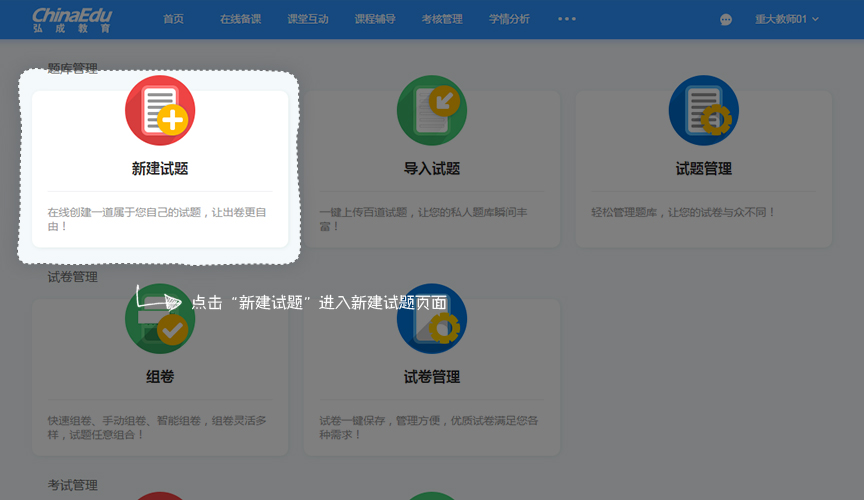 ChinaEdu
弘成教育
首页 在线备课 课堂互动 课程辅导 考核管理 学情分析 重大教师01
题库管理
新建试题 导入试题 试题管理
在线创建一道属于您自己的试题，让出卷更自由！
一键上传百道试题，让您的私人题库瞬间丰富！
轻松管理题库，让您的试卷与众不同！
试卷管理
点击“新建试题”进入新建试题页面
组卷 试卷管理
快速组卷、手动组卷、智能组卷，组卷灵活多样，试题任意组合！
试卷一键保存，管理方便，优质试卷满足您各种需求！
考试管理